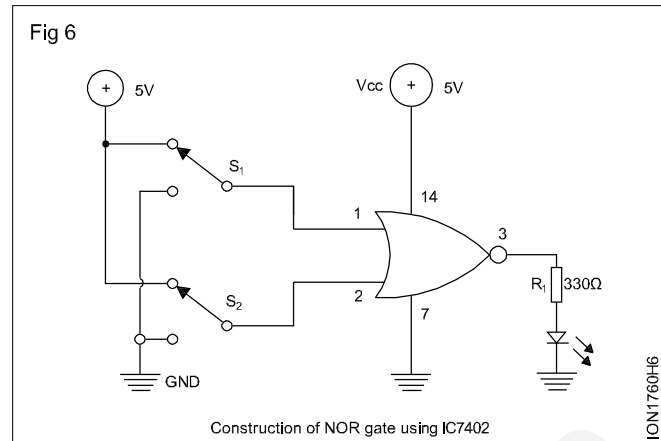 Fig 6
5V
Vcc
5V
S1
14
1
3
2
S2
7
R1
330Ω
GND
Construction of NOR gate using IC7402
ION1760H6